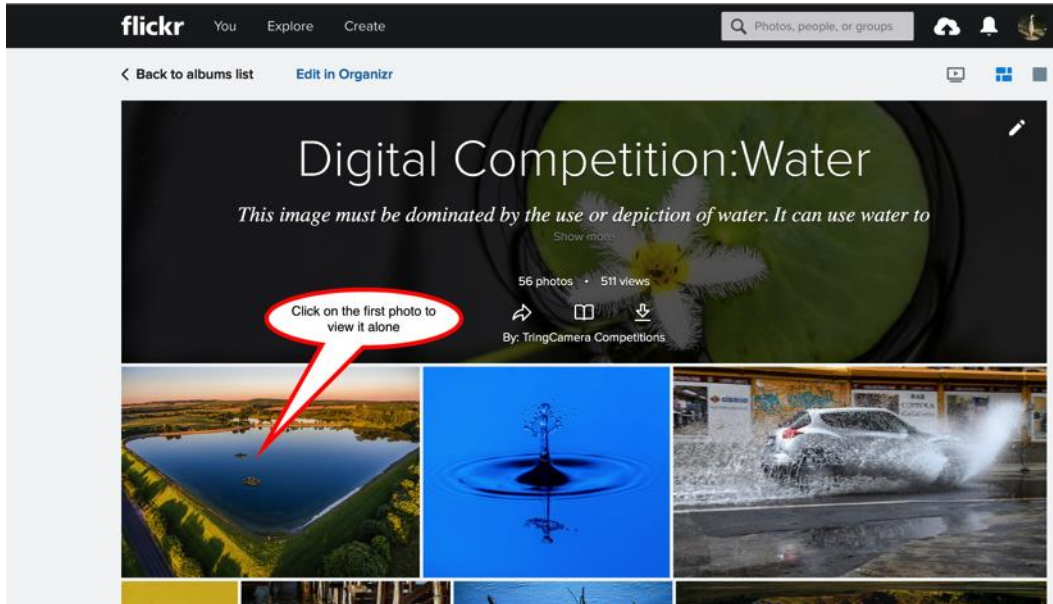 flickr You Explore Create Photos, people, or groups
Back to albums list Edit in Organizr
Digital Competition:Water
This image must be dominated by the use or depiction of water. It can use water to
Show more
56 photos • 511 views
By: TringCamera Competitions
Click on the first photo to
view it alone